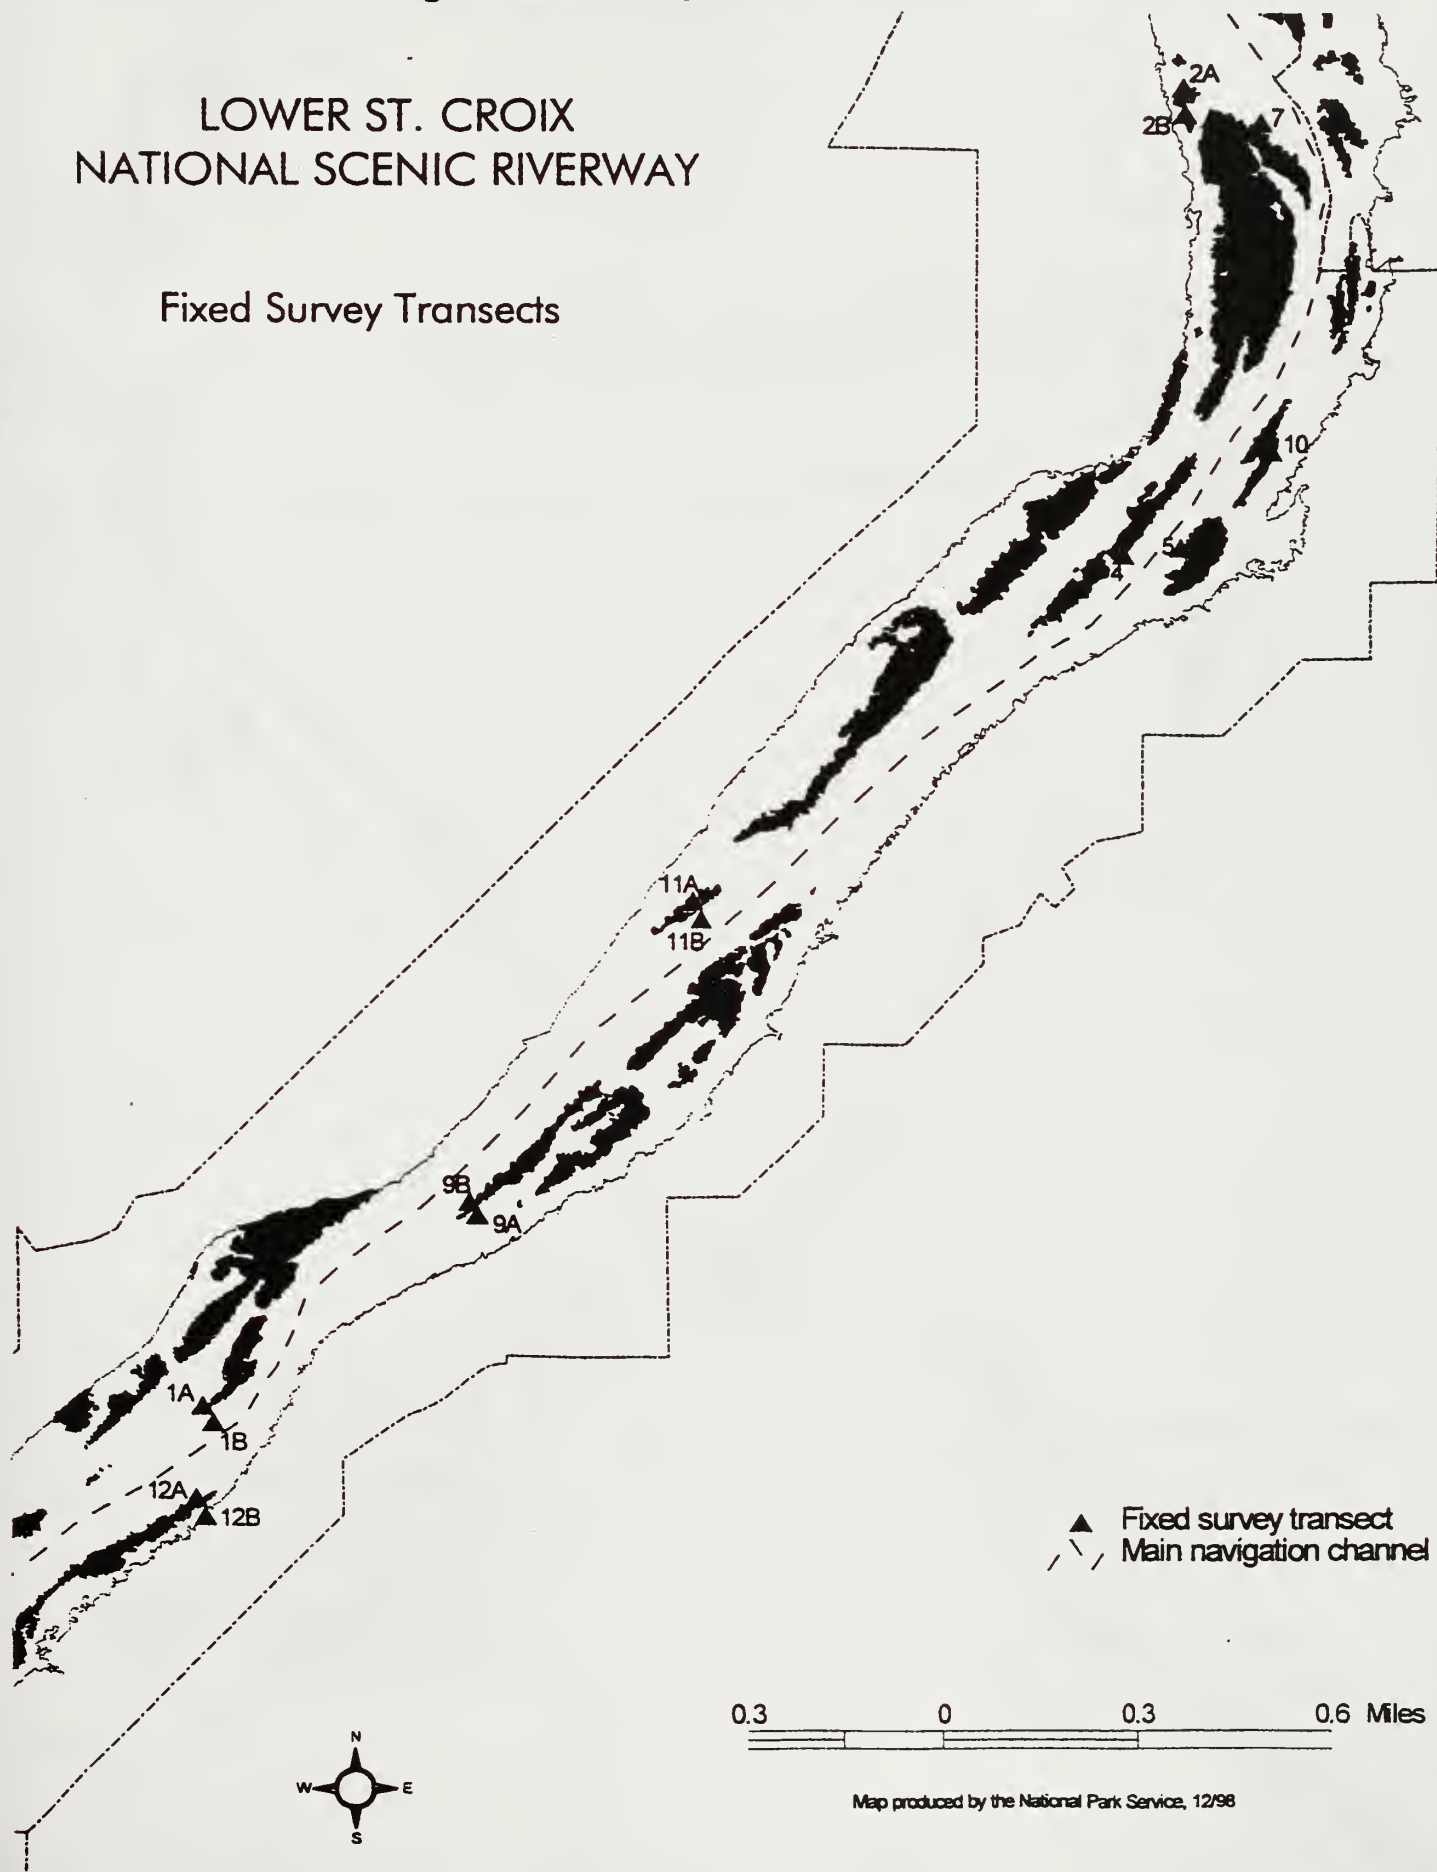 LOWER ST. CROIX
NATIONAL SCENIC RIVERWAY
Fixed Survey Transects
2A
2B
7
10
5
4
11A
11B
9B
9A
1A
1B
12A
12B
Fixed survey transect
Main navigation channel
0.3 0 0.3 0.6 Miles
N
W E
S
Map produced by the National Park Service, 12/98